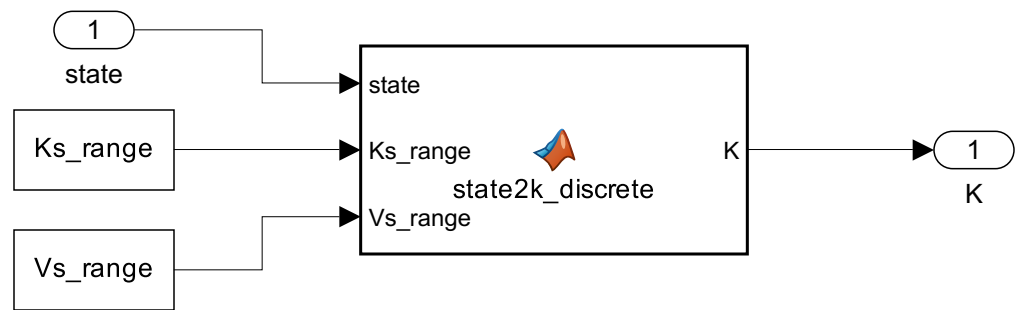 1
state
Ks_range
Vs_range
state
Ks_range
Vs_range
state2k_discrete
K
1
K